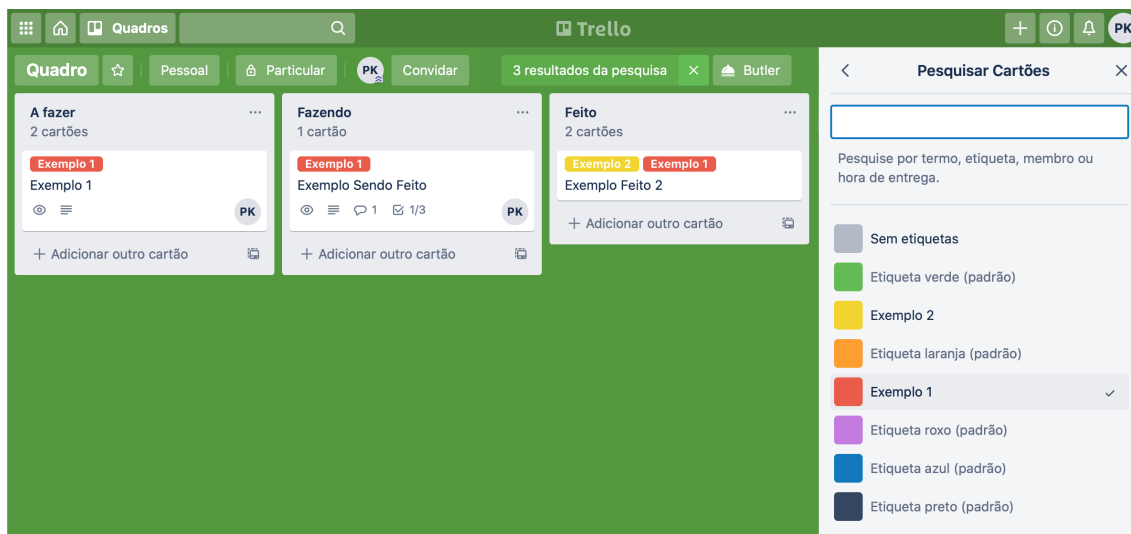 Quadros
Trello
PK
Quadro
Pessoal
Particular
PK
Convidar
3 resultados da pesquisa
Butler
A fazer
2 cartões
Exemplo 1
Exemplo 1
PK
Adicionar outro cartão
Fazendo
1 cartão
Exemplo 1
Exemplo Sendo Feito
1
1/3
PK
Adicionar outro cartão
Feito
2 cartões
Exemplo 2 Exemplo 1
Exemplo Feito 2
Adicionar outro cartão
Pesquisar Cartões
Pesquise por termo, etiqueta, membro ou
hora de entrega.
Sem etiquetas
Etiqueta verde (padrão)
Exemplo 2
Etiqueta laranja (padrão)
Exemplo 1
Etiqueta roxo (padrão)
Etiqueta azul (padrão)
Etiqueta preto (padrão)